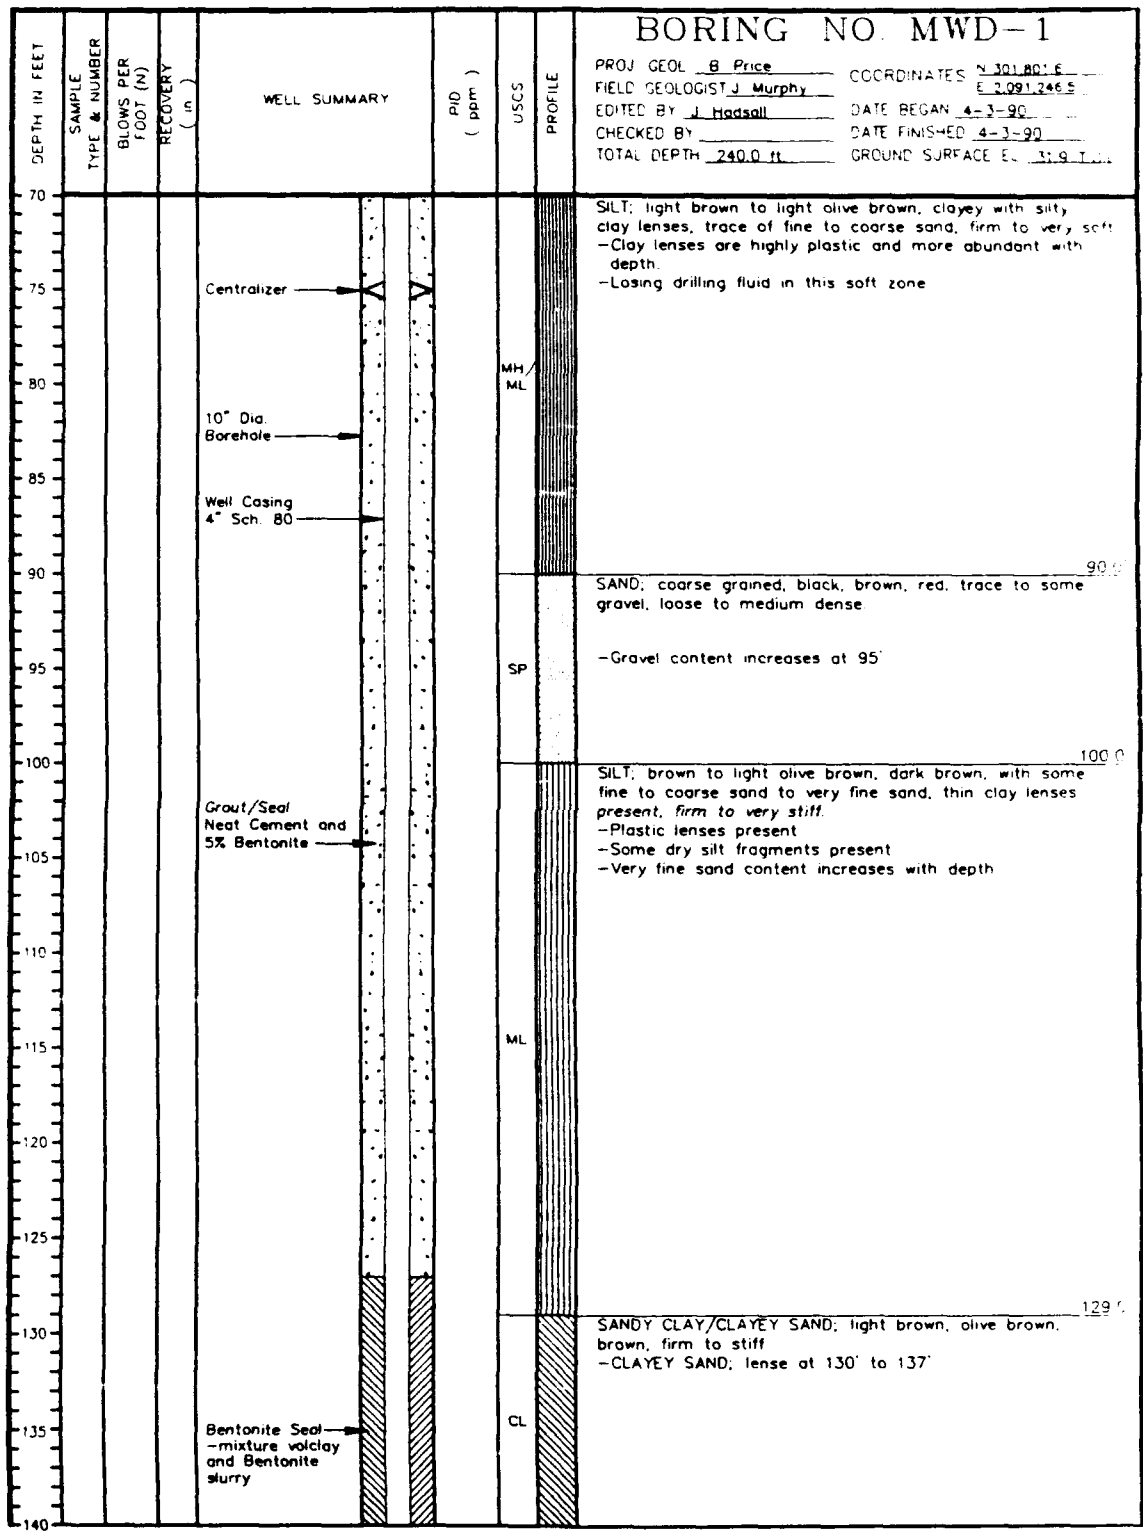 BORING NO. MWD-1
PROJ GEOL B Price
FIELD GEOLOGIST J Murphy
EDITED BY J Hadsall
CHECKED BY
TOTAL DEPTH 240.0 ft.
COORDINATES
DATE BEGAN 4-3-90
DATE FINISHED 4-3-90
GROUND SURFACE EL
DEPTH IN FEET
SAMPLE
TYPE & NUMBER
BLOWS PER
FOOT (N)
RECOVERY
( in )
WELL SUMMARY
PID
( ppm )
USCS
PROFILE
70
SILT; light brown to light olive brown, clayey with silty
clay lenses, trace of fine to coarse sand, firm to very soft
-Clay lenses are highly plastic and more abundant with
depth.
-Losing drilling fluid in this soft zone
75
Centralizer
MH/
ML
80
10" Dia.
Borehole
85
Well Casing
4" Sch. 80
90
SAND; coarse grained, black, brown, red, trace to some
gravel, loose to medium dense.
-Gravel content increases at 95'
95
SP
100
100.0
SILT; brown to light olive brown, dark brown, with some
fine to coarse sand to very fine sand, thin clay lenses
present, firm to very stiff.
-Plastic lenses present
-Some dry silt fragments present
-Very fine sand content increases with depth
Grout/Seal
Neat Cement and
5% Bentonite
105
110
115
ML
120
125
130
SANDY CLAY/CLAYEY SAND; light brown, olive brown,
brown, firm to stiff
-CLAYEY SAND; lense at 130' to 137'
135
CL
Bentonite Seal
-mixture volclay
and Bentonite
slurry
140